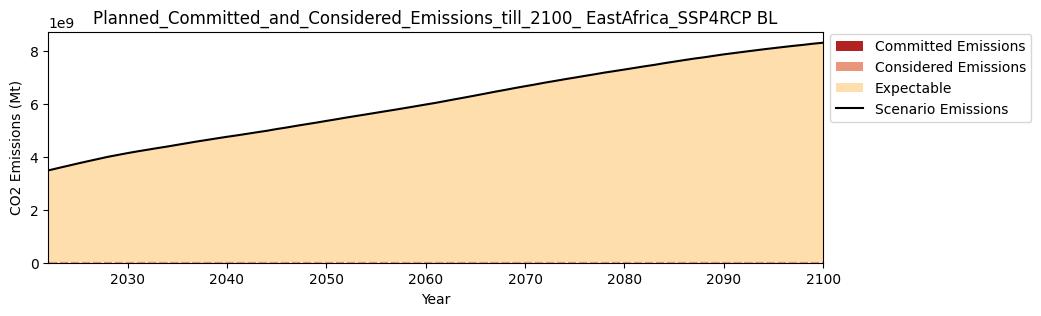 Planned_Committed_and_Considered_Emissions_till_2100_ EastAfrica_SSP4RCP BL
1e9
8
6
4
2
0
CO2 Emissions (Mt)
2030 2040 2050 2060 2070 2080 2090 2100
Year
Committed Emissions
Considered Emissions
Expectable
Scenario Emissions